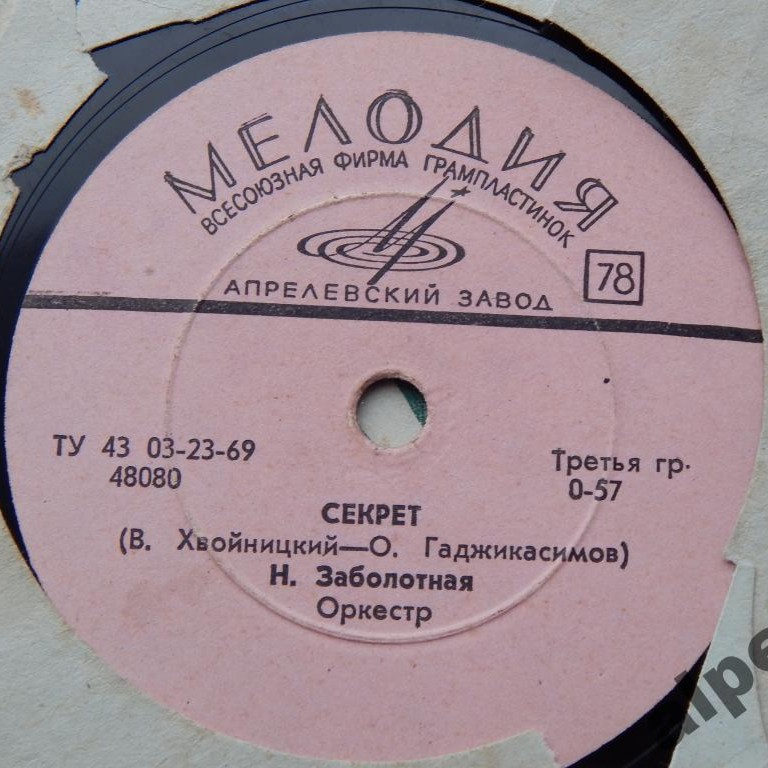 МЕЛОДИЯ
ВСЕСОЮЗНАЯ ФИРМА ГРАМПЛАСТИНОК
АПРЕЛЕВСКИЙ ЗАВОД
78
ТУ 43 03-23-69
48080
Третья гр.
0-57
СЕКРЕТ
(В. Хвойницкий—О. Гаджикасимов)
Н. Заболотная
Оркестр